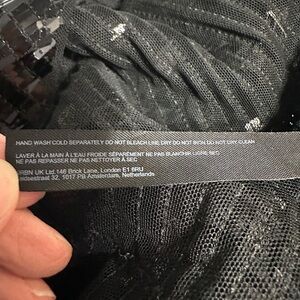 HAND WASH COLD SEPARATELY DO NOT BLEACH LINE DRY DO NOT IRON DO NOT DRY CLEAN
LAVER À LA MAIN À L'EAU FROIDE SÉPARÉMENT NE PAS BLANCHIR LIGNE SEC
NE PAS REPASSER NE PAS NETTOYER À SEC
URBN UK Ltd.146 Brick Lane, London E1 6RU
32, 1017 PB Amsterdam, Netherlands